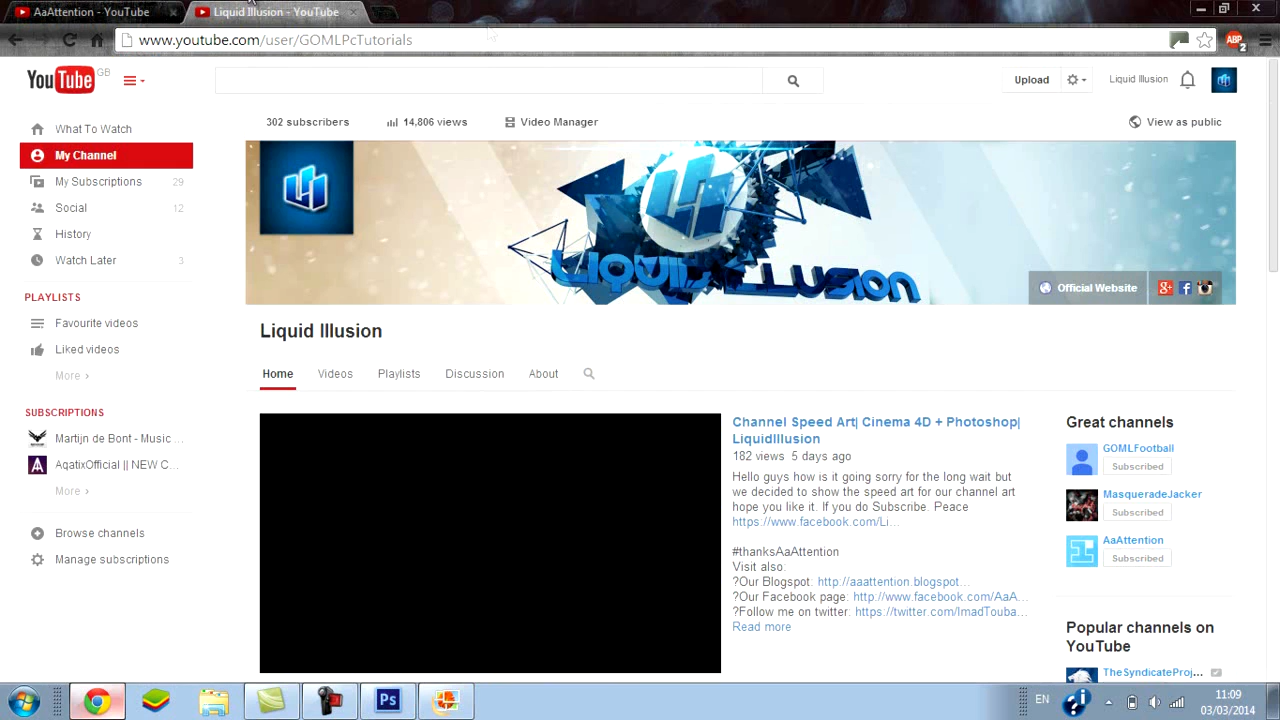 AaAttention - YouTube
Liquid Illusion - YouTube
www.youtube.com/user/GOMLPcTutorials
ABP
2
YouTube GB
Upload
Liquid Illusion
302 subscribers
14,806 views
Video Manager
View as public
What To Watch
My Channel
My Subscriptions 29
Social 12
History
Watch Later 3
PLAYLISTS
Favourite videos
Liked videos
More ›
SUBSCRIPTIONS
Martijn de Bont - Music ...
AqatixOfficial || NEW C...
More ›
Browse channels
Manage subscriptions
LIQUID ILLUSION
Official Website
Liquid Illusion
Home
Videos
Playlists
Discussion
About
Channel Speed Art| Cinema 4D + Photoshop|
LiquidIllusion
182 views 5 days ago
Hello guys how is it going sorry for the long wait but
we decided to show the speed art for our channel art
hope you like it. If you do Subscribe. Peace
https://www.facebook.com/Li...
#thanksAaAttention
Visit also:
?Our Blogspot: http://aaattention.blogspot...
?Our Facebook page: http://www.facebook.com/AaA...
?Follow me on twitter: https://twitter.com/ImadTouba...
Read more
Great channels
GOMLFootball
Subscribed
MasqueradeJacker
Subscribed
AaAttention
Subscribed
Popular channels on
YouTube
TheSyndicateProj...
Ps
EN
11:09
03/03/2014